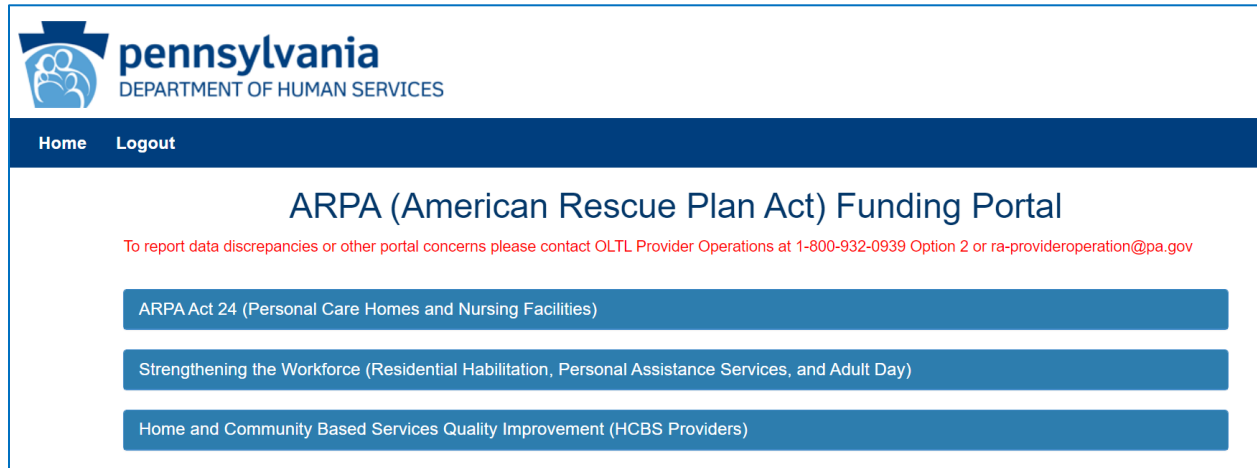 pennsylvania
DEPARTMENT OF HUMAN SERVICES
Home Logout
ARPA (American Rescue Plan Act) Funding Portal
To report data discrepancies or other portal concerns please contact OLTL Provider Operations at 1-800-932-0939 Option 2 or ra-provideroperation@pa.gov
ARPA Act 24 (Personal Care Homes and Nursing Facilities)
Strengthening the Workforce (Residential Habilitation, Personal Assistance Services, and Adult Day)
Home and Community Based Services Quality Improvement (HCBS Providers)